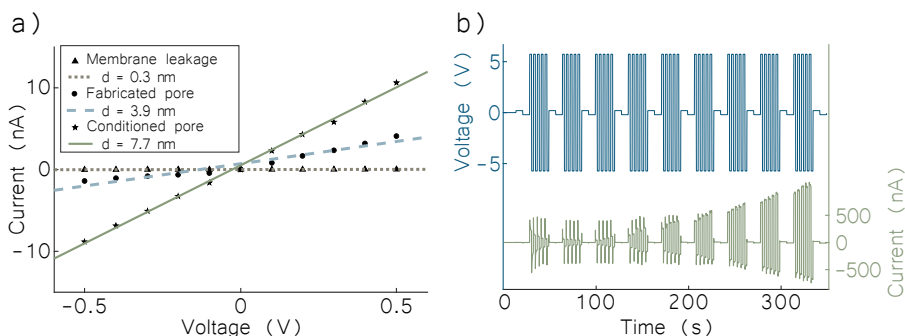 a)
Membrane leakage
d = 0.3 nm
Fabricated pore
d = 3.9 nm
Conditioned pore
d = 7.7 nm
10
0
−10
Current (nA)
−0.5
0
0.5
Voltage (V)
b)
5
0
−5
Voltage (V)
500
0
−500
Current (nA)
0
100
200
300
Time (s)